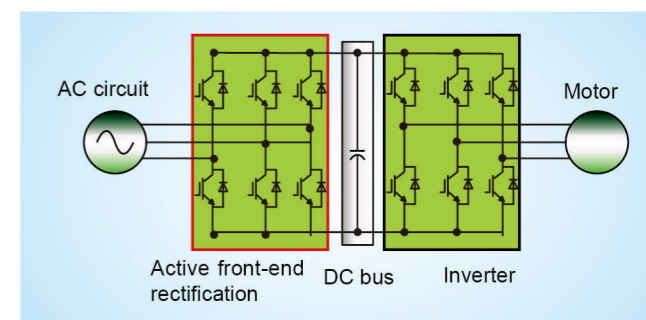 AC circuit
Motor
Active front-end
rectification
DC bus
Inverter